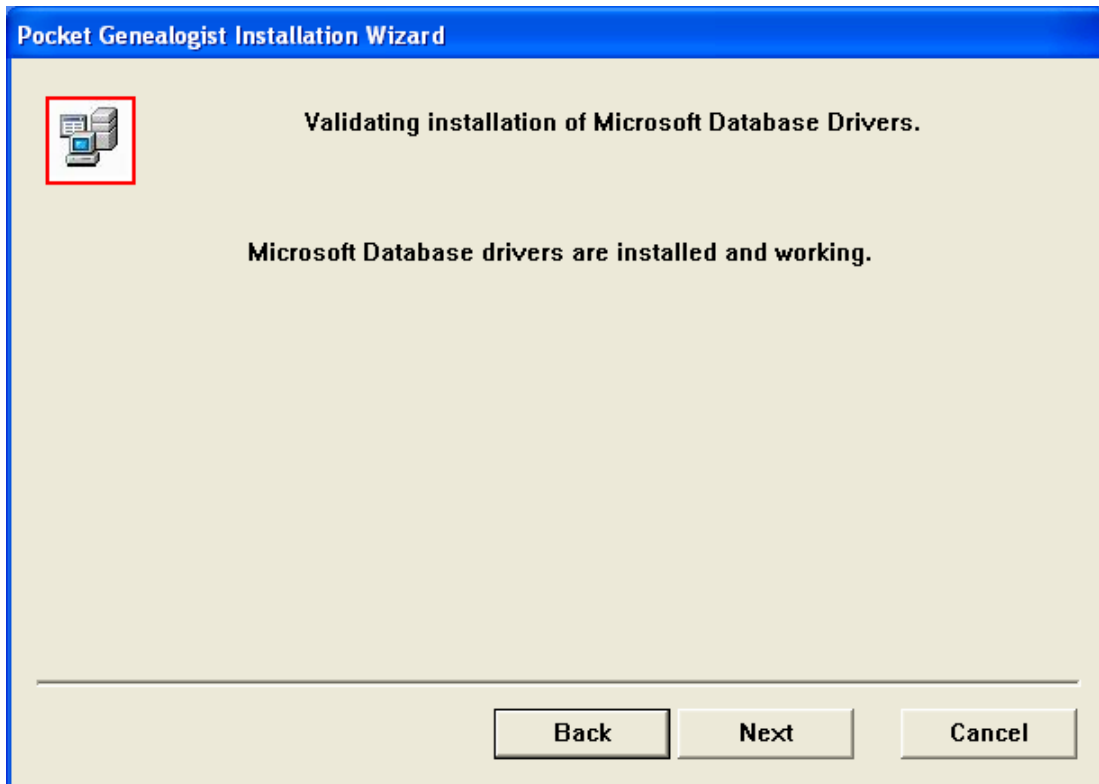 Pocket Genealogist Installation Wizard
Validating installation of Microsoft Database Drivers.
Microsoft Database drivers are installed and working.
Back Next Cancel